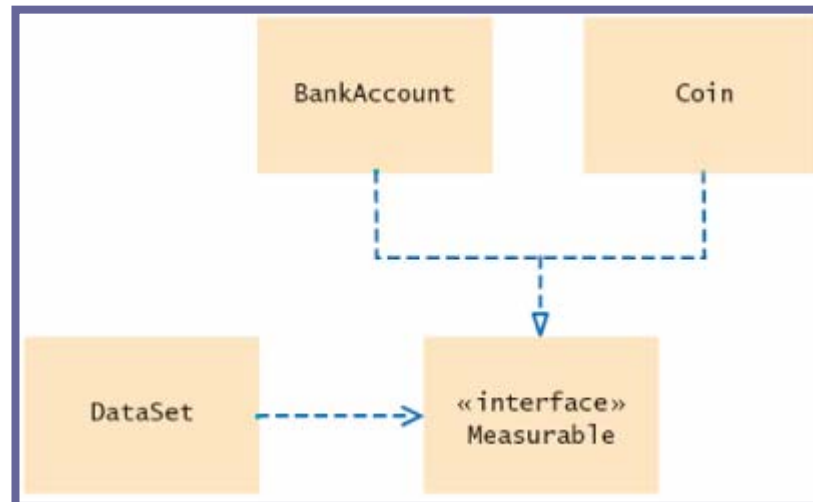 BankAccount
Coin
DataSet
«interface»
Measurable